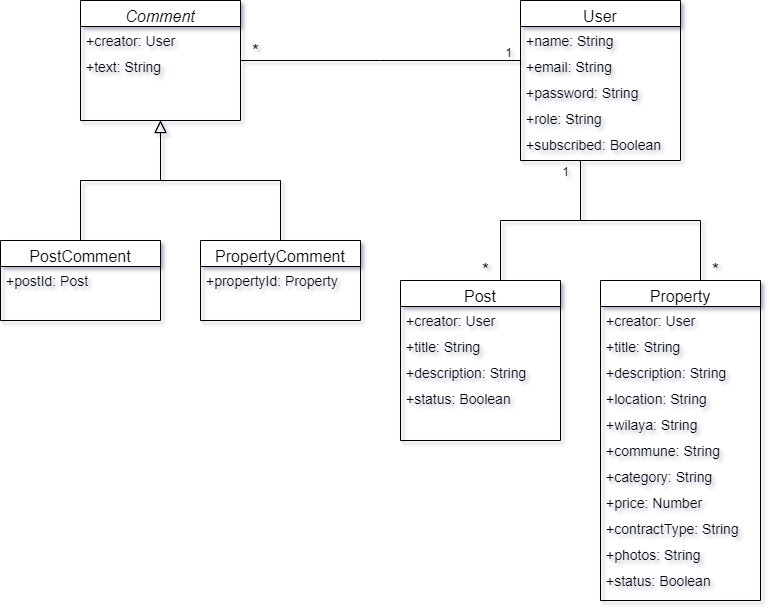 Comment
+creator: User
+text: String
*
1
User
+name: String
+email: String
+password: String
+role: String
+subscribed: Boolean
1
*
*
PostComment
+postId: Post
PropertyComment
+propertyId: Property
Post
+creator: User
+title: String
+description: String
+status: Boolean
Property
+creator: User
+title: String
+description: String
+location: String
+wilaya: String
+commune: String
+category: String
+price: Number
+contractType: String
+photos: String
+status: Boolean